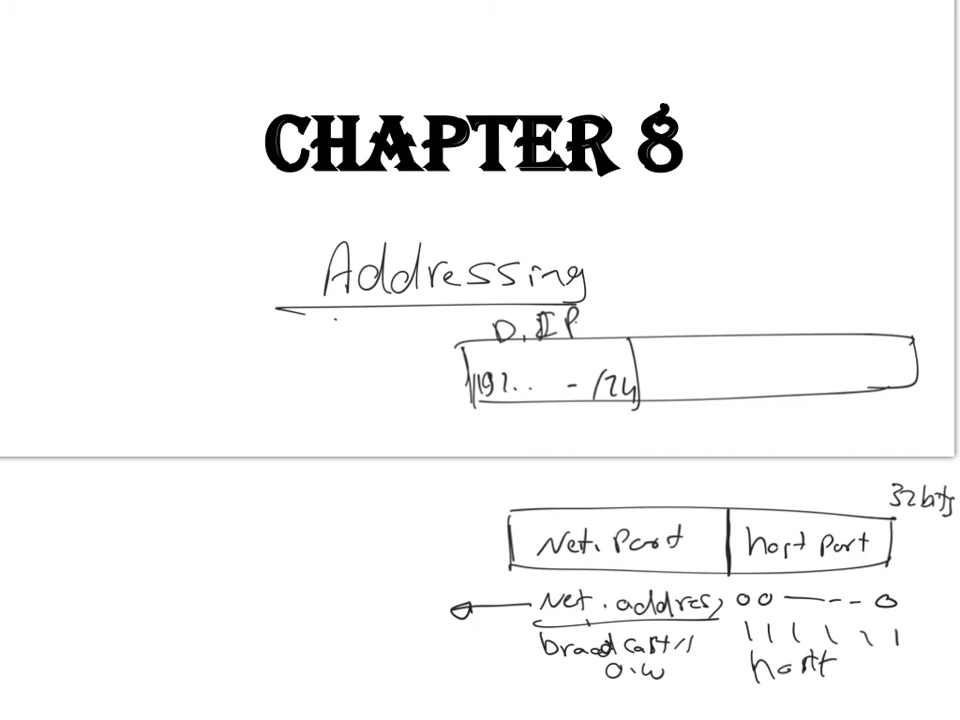 CHAPTER 8
Addressing
D. IP
192.. - /24
32 bits
Net. Part host part
Net. address 00 ---- 0
broadcast // 1 1 1 1 1 1
O.W host